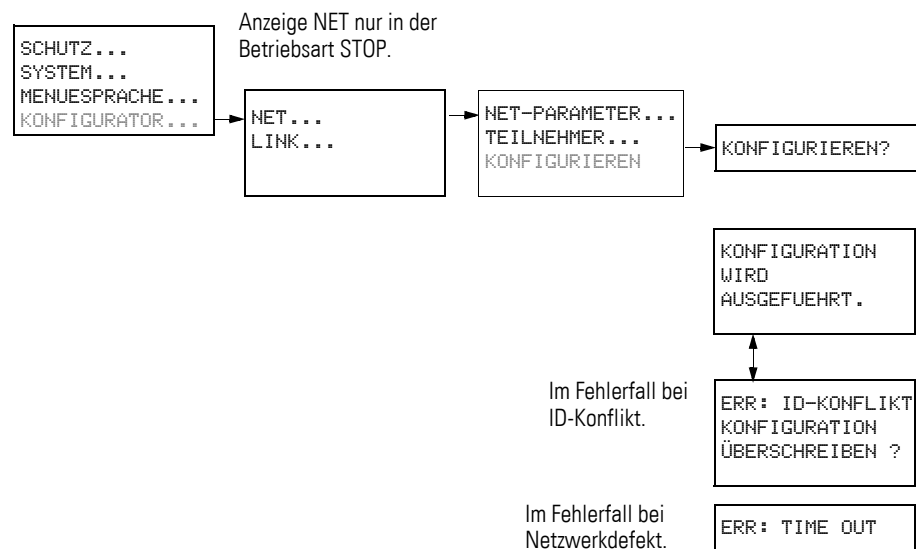 Anzeige NET nur in der
Betriebsart STOP.
SCHUTZ...
SYSTEM...
MENUESPRACHE...
KONFIGURATOR...
NET...
LINK...
NET-PARAMETER...
TEILNEHMER...
KONFIGURIEREN
KONFIGURIEREN?
KONFIGURATION
WIRD
AUSGEFUEHRT.
Im Fehlerfall bei
ID-Konflikt.
ERR: ID-KONFLIKT
KONFIGURATION
ÜBERSCHREIBEN ?
Im Fehlerfall bei
Netzwerkdefekt.
ERR: TIME OUT